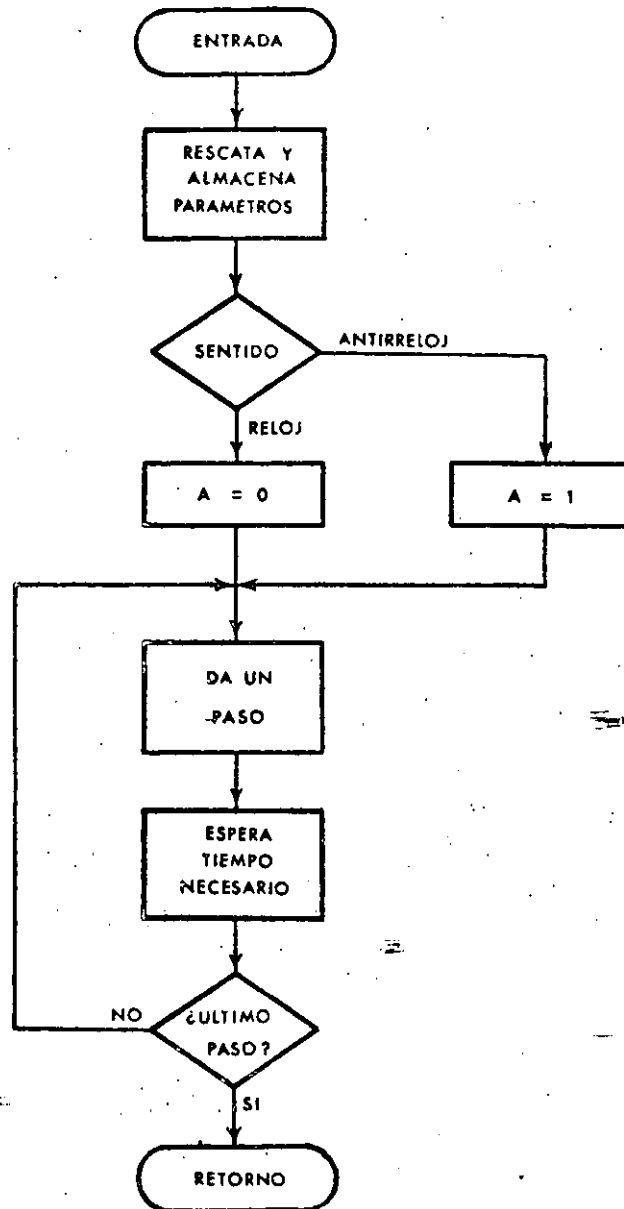 ENTRADA
RESCATA Y
ALMACENA
PARAMETROS
SENTIDO
ANTIRRELOJ
RELOJ
A = 0
A = 1
DA UN
PASO
ESPERA
TIEMPO
NECESARIO
NO
¿ULTIMO
PASO?
SI
RETORNO